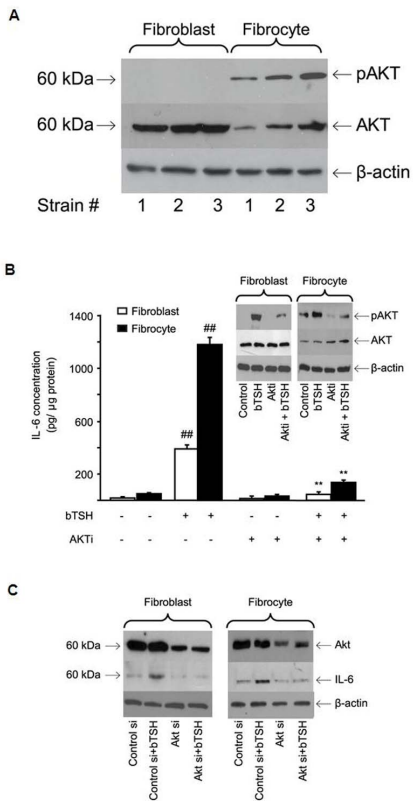 A
Fibroblast Fibrocyte
60 kDa pAKT
60 kDa AKT
β-actin
Strain # 1 2 3 1 2 3
B
Fibroblast
Fibrocyte
Fibroblast Fibrocyte
pAKT
AKT
β-actin
Control
bTSH
Akti
Akti + bTSH
Control
bTSH
Akti
Akti + bTSH
IL-6 concentration
(pg/ µg protein)
1400
1000
600
200
##
##
**
**
bTSH - - + + - - + +
AKTi - - - - + + + +
C
Fibroblast Fibrocyte
60 kDa Akt
60 kDa IL-6
β-actin
Control si
Control si+bTSH
Akt si
Akt si+bTSH
Control si
Control si+bTSH
Akt si
Akt si+bTSH